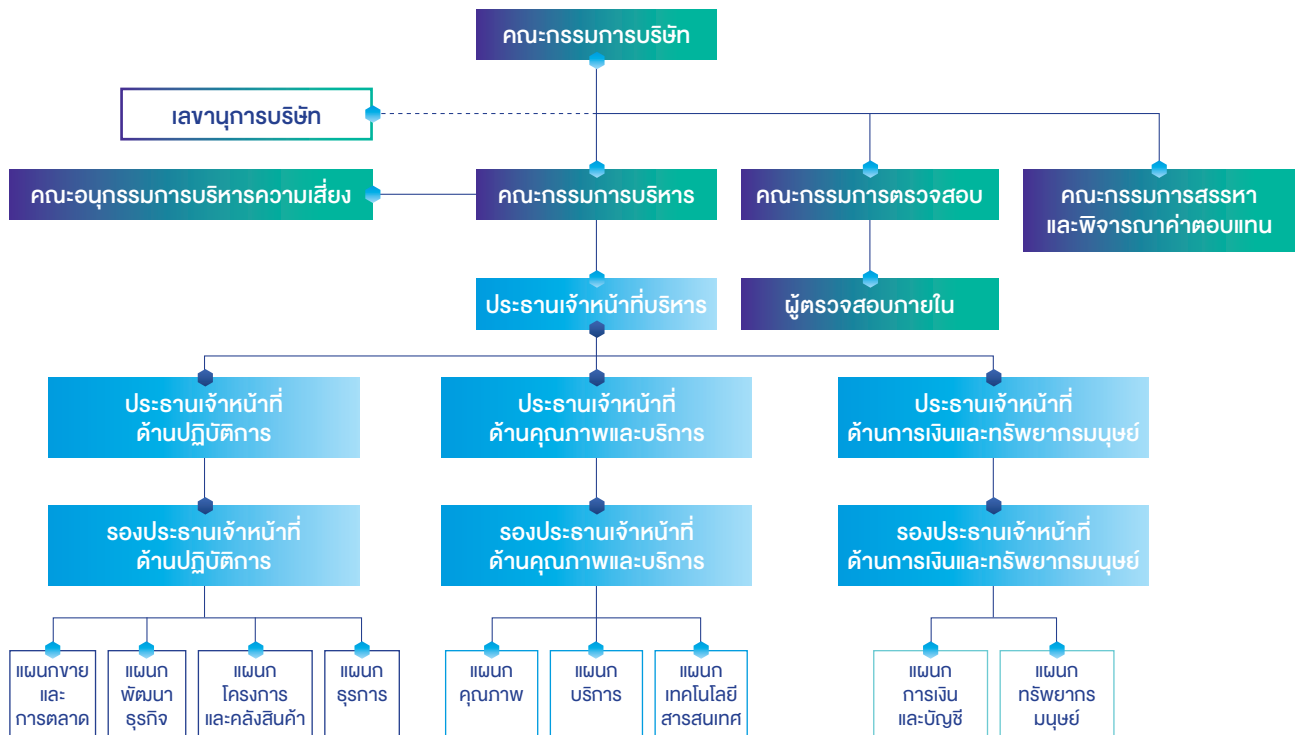 คณะกรรมการบริษัท
เลขานุการบริษัท
คณะอนุกรรมการบริหารความเสี่ยง
คณะกรรมการบริหาร
คณะกรรมการตรวจสอบ
คณะกรรมการสรรหา
และพิจารณาค่าตอบแทน
ประธานเจ้าหน้าที่บริหาร
ผู้ตรวจสอบภายใน
ประธานเจ้าหน้าที่
ด้านปฏิบัติการ
ประธานเจ้าหน้าที่
ด้านคุณภาพและบริการ
ประธานเจ้าหน้าที่
ด้านการเงินและทรัพยากรมนุษย์
รองประธานเจ้าหน้าที่
ด้านปฏิบัติการ
รองประธานเจ้าหน้าที่
ด้านคุณภาพและบริการ
รองประธานเจ้าหน้าที่
ด้านการเงินและทรัพยากรมนุษย์
แผนกขาย
และ
การตลาด
แผนก
พัฒนา
ธุรกิจ
แผนก
โครงการ
และคลังสินค้า
แผนก
ธุรการ
แผนก
คุณภาพ
แผนก
บริการ
แผนก
เทคโนโลยี
สารสนเทศ
แผนก
การเงิน
และบัญชี
แผนก
ทรัพยากร
มนุษย์